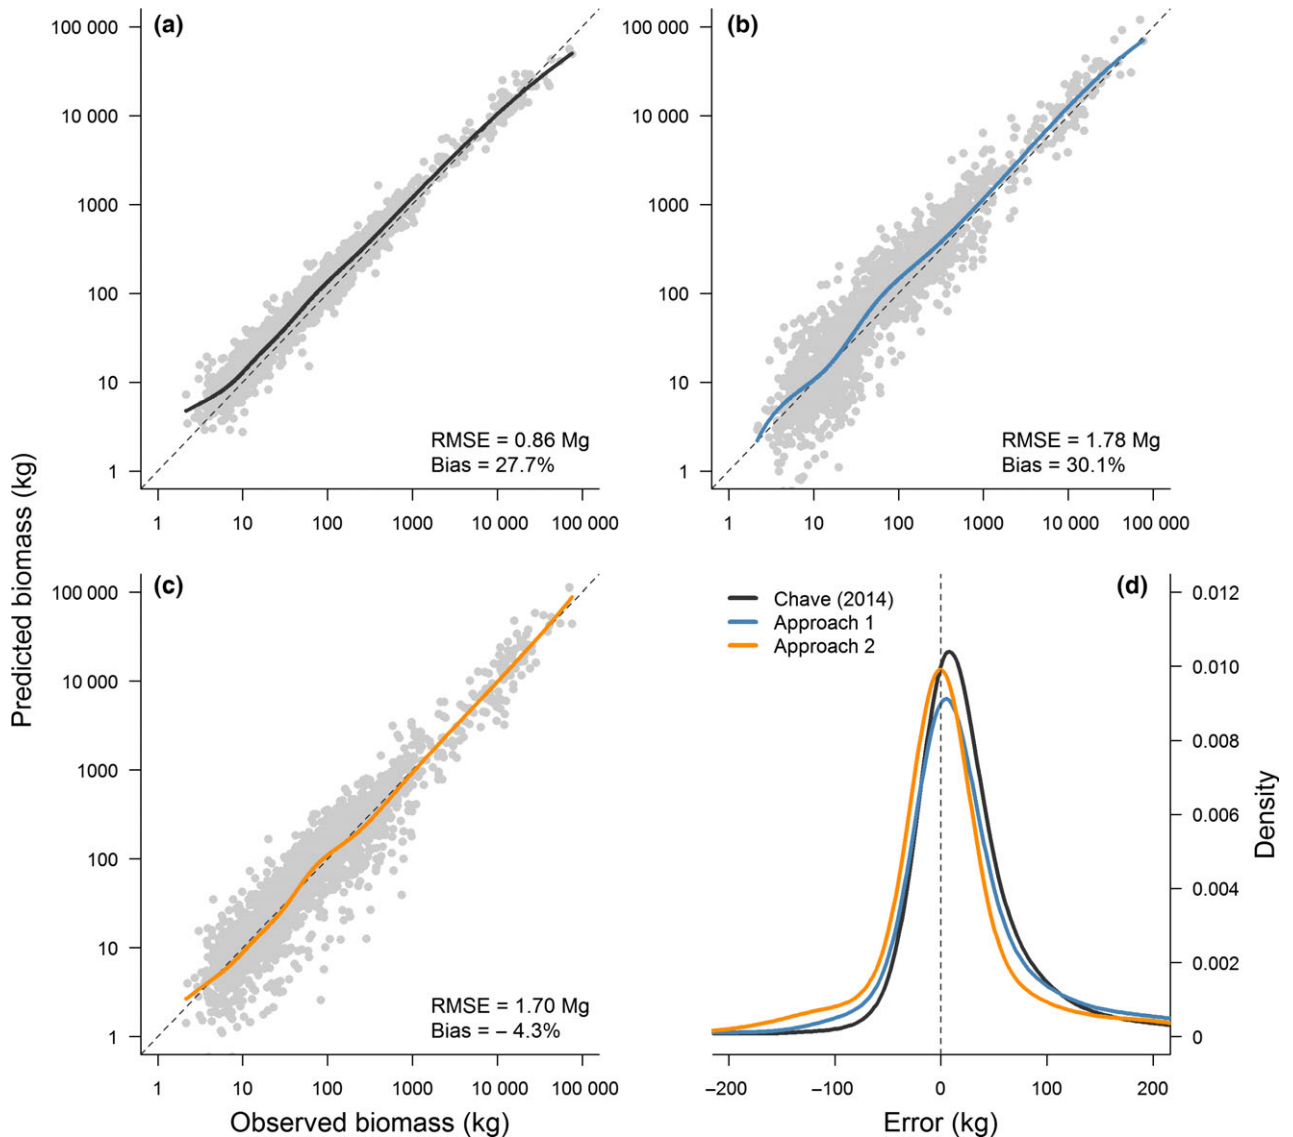 (a)
100 000
10 000
1000
100
10
1
RMSE = 0.86 Mg
Bias = 27.7%
1 10 100 1000 10 000 100 000
(b)
100 000
10 000
1000
100
10
1
RMSE = 1.78 Mg
Bias = 30.1%
1 10 100 1000 10 000 100 000
Predicted biomass (kg)
(c)
100 000
10 000
1000
100
10
1
RMSE = 1.70 Mg
Bias = – 4.3%
1 10 100 1000 10 000 100 000
Observed biomass (kg)
(d)
Chave (2014)
Approach 1
Approach 2
0.012
0.010
0.008
0.006
0.004
0.002
0
Density
–200 –100 0 100 200
Error (kg)